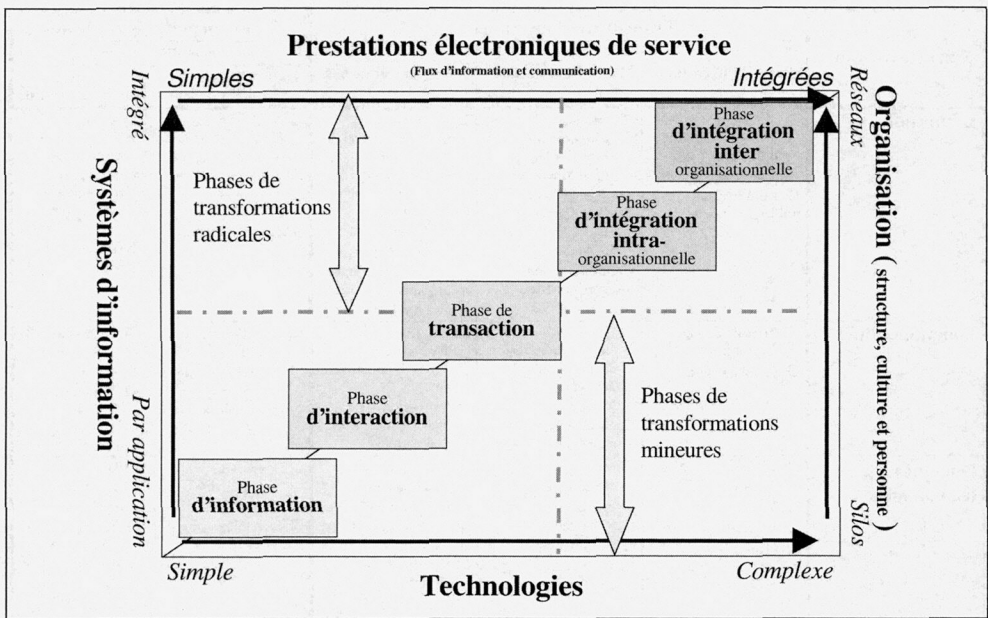 Prestations électroniques de service
(Flux d'information et communication)
Simples
Intégrées
Intégré
Par application
Systèmes d'information
Réseaux
Silos
Organisation ( structure, culture et personne )
Phase
d'intégration
inter
organisationnelle
Phases de
transformations
radicales
Phase
d'intégration
intra-
organisationnelle
Phase de
transaction
Phase
d'interaction
Phases de
transformations
mineures
Phase
d'information
Simple
Complexe
Technologies